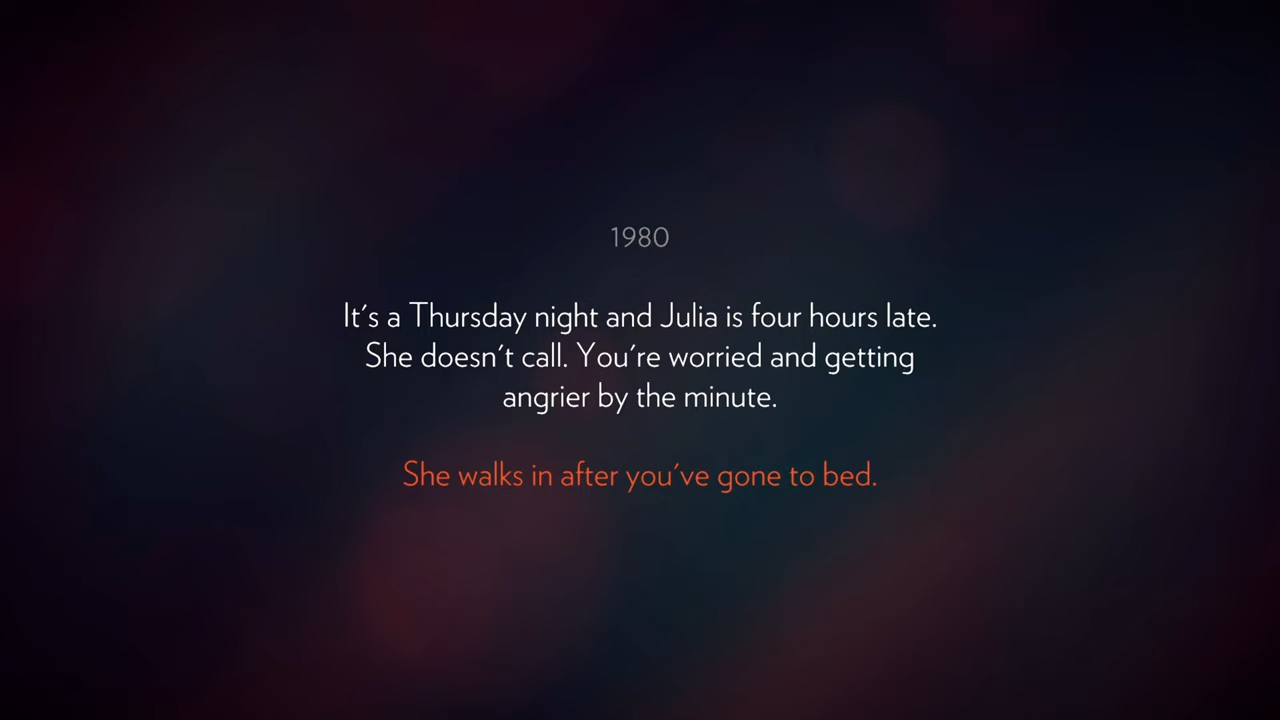 1980
It's a Thursday night and Julia is four hours late.
She doesn't call. You're worried and getting
angrier by the minute.
She walks in after you've gone to bed.